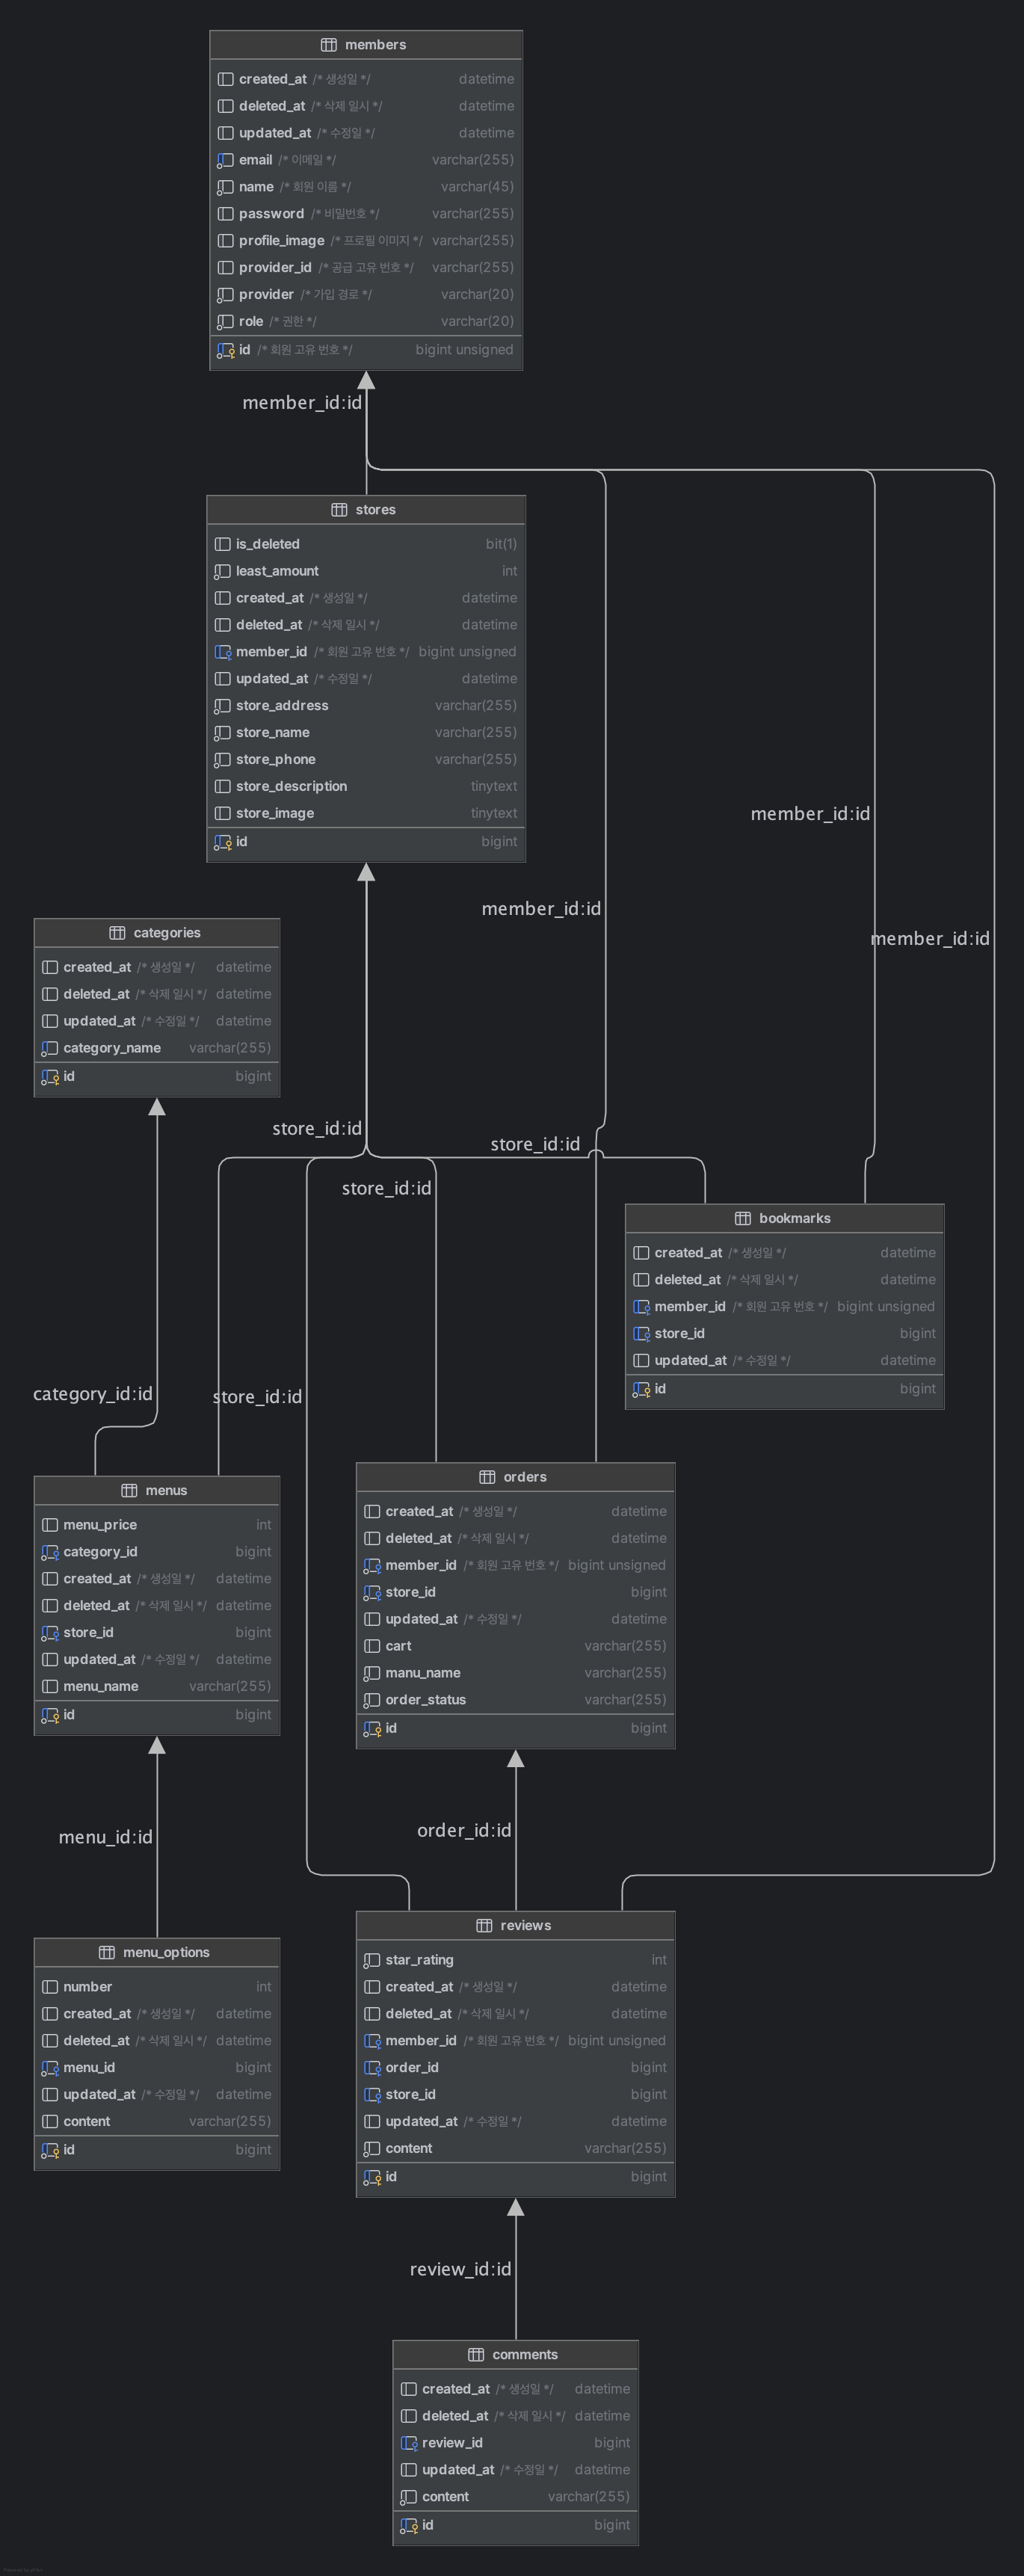 members
created_at /* 생성일 */ datetime
deleted_at /* 삭제 일시 */ datetime
updated_at /* 수정일 */ datetime
email /* 이메일 */ varchar(255)
name /* 회원 이름 */ varchar(45)
password /* 비밀번호 */ varchar(255)
profile_image /* 프로필 이미지 */ varchar(255)
provider_id /* 공급 고유 번호 */ varchar(255)
provider /* 가입 경로 */ varchar(20)
role /* 권한 */ varchar(20)
id /* 회원 고유 번호 */ bigint unsigned
member_id:id
stores
is_deleted bit(1)
least_amount int
created_at /* 생성일 */ datetime
deleted_at /* 삭제 일시 */ datetime
member_id /* 회원 고유 번호 */ bigint unsigned
updated_at /* 수정일 */ datetime
store_address varchar(255)
store_name varchar(255)
store_phone varchar(255)
store_description tinytext
store_image tinytext
id bigint
member_id:id
member_id:id
member_id:id
categories
created_at /* 생성일 */ datetime
deleted_at /* 삭제 일시 */ datetime
updated_at /* 수정일 */ datetime
category_name varchar(255)
id bigint
store_id:id
store_id:id
store_id:id
bookmarks
created_at /* 생성일 */ datetime
deleted_at /* 삭제 일시 */ datetime
member_id /* 회원 고유 번호 */ bigint unsigned
store_id bigint
updated_at /* 수정일 */ datetime
id bigint
category_id:id
store_id:id
menus
menu_price int
category_id bigint
created_at /* 생성일 */ datetime
deleted_at /* 삭제 일시 */ datetime
store_id bigint
updated_at /* 수정일 */ datetime
menu_name varchar(255)
id bigint
orders
created_at /* 생성일 */ datetime
deleted_at /* 삭제 일시 */ datetime
member_id /* 회원 고유 번호 */ bigint unsigned
store_id bigint
updated_at /* 수정일 */ datetime
cart varchar(255)
manu_name varchar(255)
order_status varchar(255)
id bigint
menu_id:id
order_id:id
menu_options
number int
created_at /* 생성일 */ datetime
deleted_at /* 삭제 일시 */ datetime
menu_id bigint
updated_at /* 수정일 */ datetime
content varchar(255)
id bigint
reviews
star_rating int
created_at /* 생성일 */ datetime
deleted_at /* 삭제 일시 */ datetime
member_id /* 회원 고유 번호 */ bigint unsigned
order_id bigint
store_id bigint
updated_at /* 수정일 */ datetime
content varchar(255)
id bigint
review_id:id
comments
created_at /* 생성일 */ datetime
deleted_at /* 삭제 일시 */ datetime
review_id bigint
updated_at /* 수정일 */ datetime
content varchar(255)
id bigint